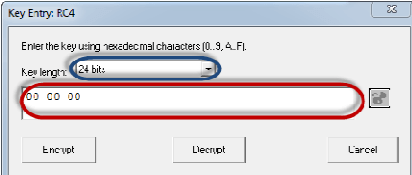 Key Entry: RC4
Enter the Key using hexadecimal characters (0..9, A..F).
Key length: 24 bits
00 00 00
Encrypt Decrypt Cancel